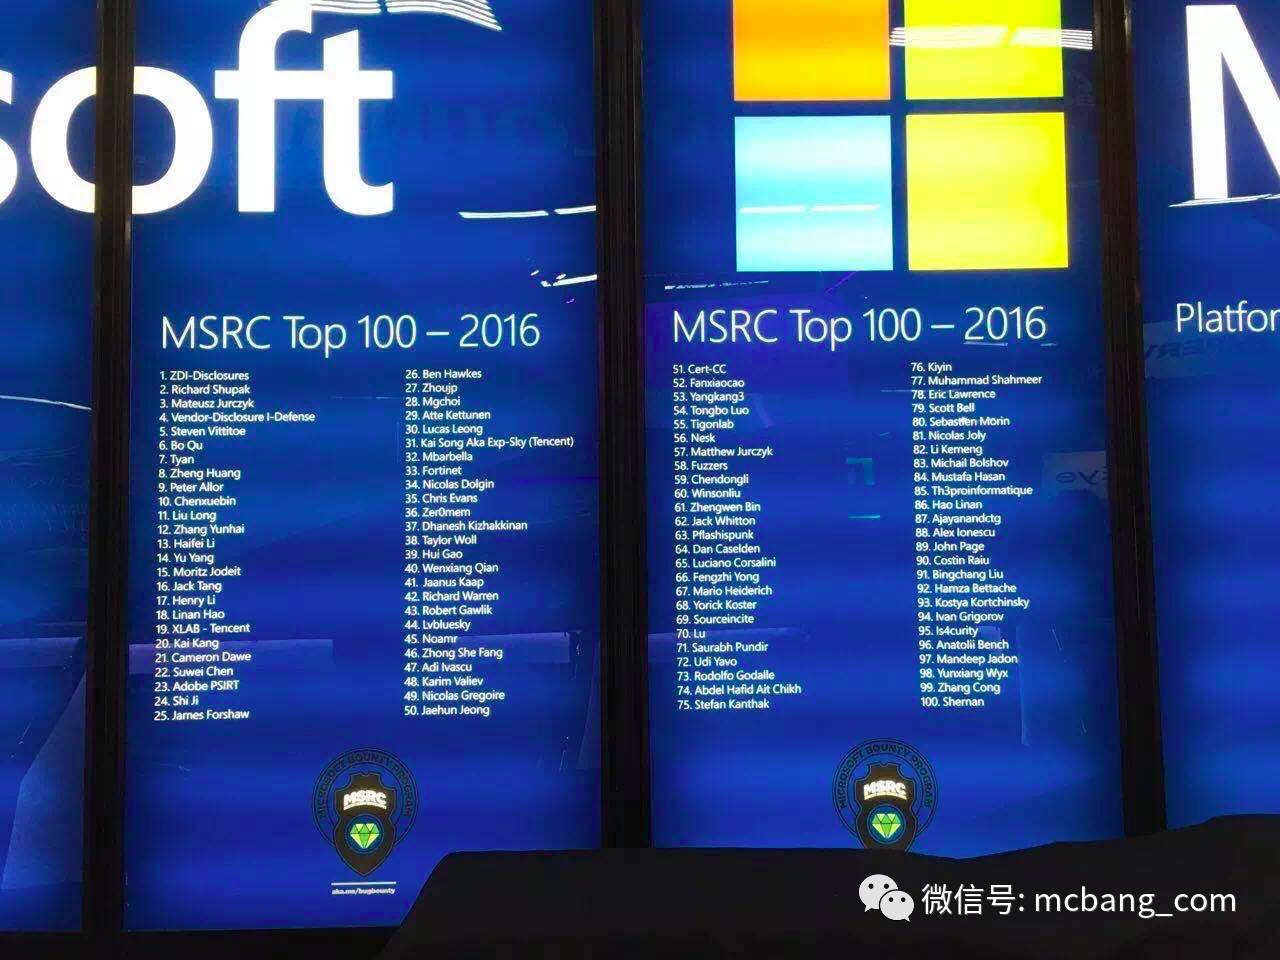 soft
M
MSRC Top 100 – 2016
1. ZDI-Disclosures
2. Richard Shupak
3. Mateusz Jurczyk
4. Vendor-Disclosure I-Defense
5. Steven Vittitoe
6. Bo Qu
7. Tyan
8. Zheng Huang
9. Peter Allor
10. Chenxuebin
11. Liu Long
12. Zhang Yunhai
13. Haifei Li
14. Yu Yang
15. Moritz Jodeit
16. Jack Tang
17. Henry Li
18. Linan Hao
19. XLAB - Tencent
20. Kai Kang
21. Cameron Dawe
22. Suwei Chen
23. Adobe PSIRT
24. Shi Ji
25. James Forshaw
26. Ben Hawkes
27. Zhoujp
28. Mgchoi
29. Atte Kettunen
30. Lucas Leong
31. Kai Song Aka Exp-Sky (Tencent)
32. Mbarbella
33. Fortinet
34. Nicolas Dolgin
35. Chris Evans
36. Zer0mem
37. Dhanesh Kizhakkinan
38. Taylor Woll
39. Hui Gao
40. Wenxiang Qian
41. Jaanus Kaap
42. Richard Warren
43. Robert Gawlik
44. Lvbluesky
45. Noamr
46. Zhong She Fang
47. Adi Ivascu
48. Karim Valiev
49. Nicolas Gregoire
50. Jaehun Jeong
MICROSOFT BOUNTY PROGRAM
MSRC
aka.ms/bugbounty
MSRC Top 100 – 2016
51. Cert-CC
52. Fanxiaocao
53. Yangkang3
54. Tongbo Luo
55. Tigonlab
56. Nesk
57. Matthew Jurczyk
58. Fuzzers
59. Chendongli
60. Winsonliu
61. Zhengwen Bin
62. Jack Whitton
63. Pflashispunk
64. Dan Caselden
65. Luciano Corsalini
66. Fengzhi Yong
67. Mario Heiderich
68. Yorick Koster
69. Sourceincite
70. Lu
71. Saurabh Pundir
72. Udi Yavo
73. Rodolfo Godalle
74. Abdel Hafid Ait Chikh
75. Stefan Kanthak
76. Kiyin
77. Muhammad Shahmeer
78. Eric Lawrence
79. Scott Bell
80. Sebastien Morin
81. Nicolas Joly
82. Li Kemeng
83. Michail Bolshov
84. Mustafa Hasan
85. Th3proinformatique
86. Hao Linan
87. Ajayanandctg
88. Alex Ionescu
89. John Page
90. Costin Raiu
91. Bingchang Liu
92. Hamza Bettache
93. Kostya Kortchinsky
94. Ivan Grigorov
95. Is4curity
96. Anatolii Bench
97. Mandeep Jadon
98. Yunxiang Wyx
99. Zhang Cong
100. Shernan
MICROSOFT BOUNTY PROGRAM
MSRC
Platfor
微信号: mcbang_com